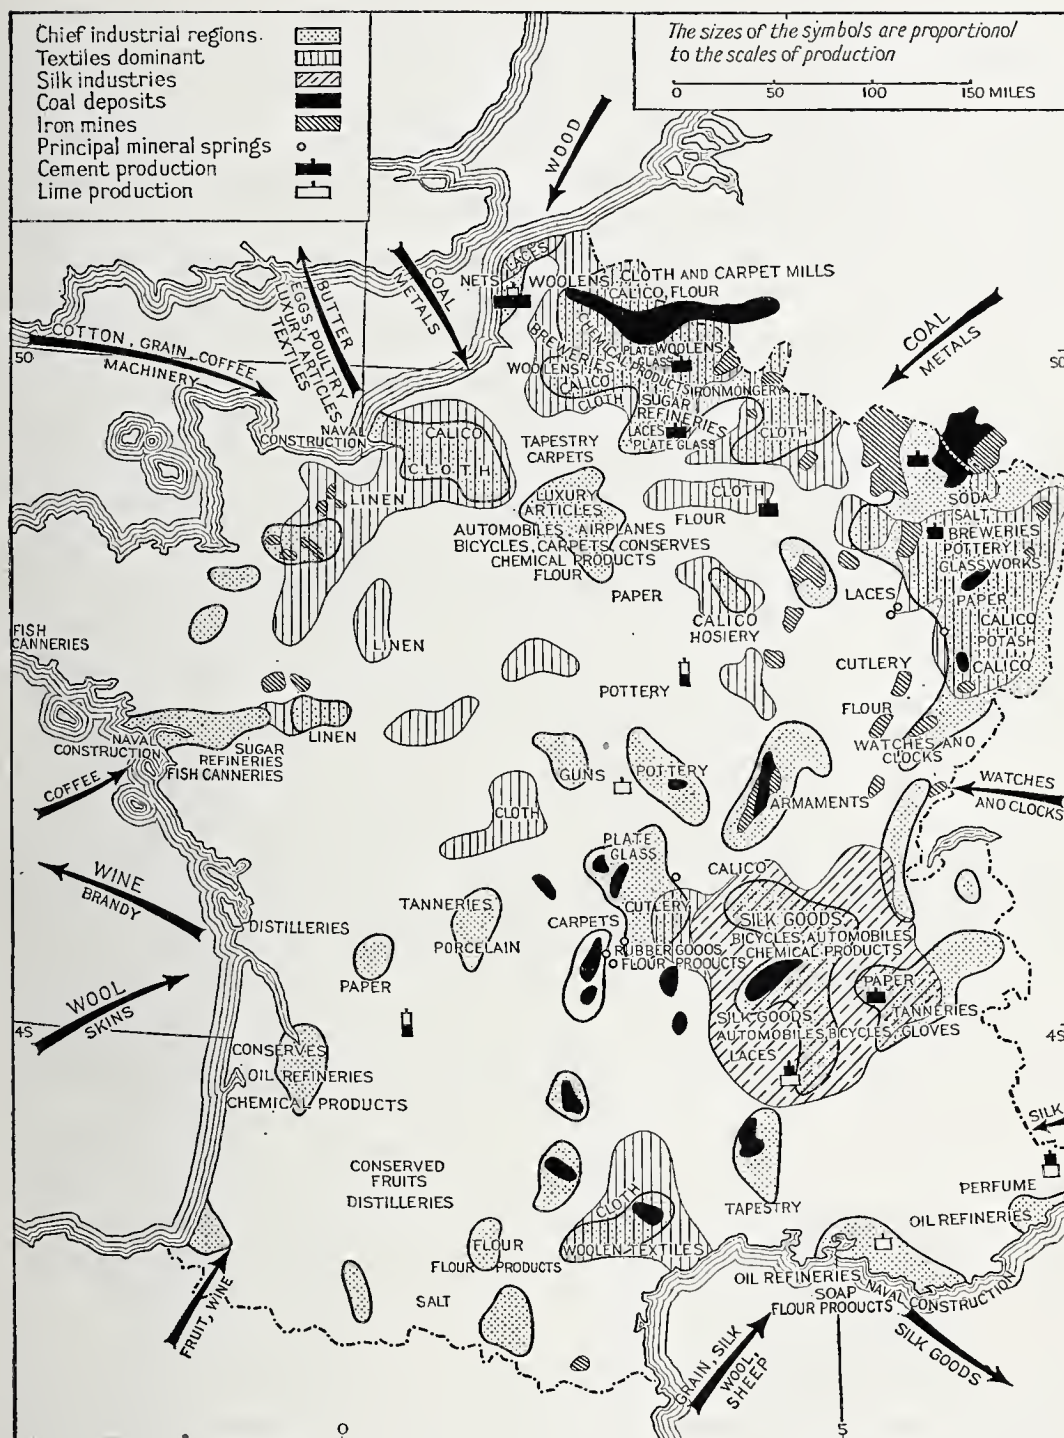 Chief industrial regions.
Textiles dominant
Silk industries
Coal deposits
Iron mines
Principal mineral springs
Cement production
Lime production
The sizes of the symbols are proportional
to the scales of production
0 50 100 150 MILES
WOOD
COAL
METALS
BUTTER
EGGS, POULTRY
LUXURY ARTICLES
TEXTILES
COTTON, GRAIN, COFFEE
MACHINERY
50
50
COAL
METALS
LACES
NETS
WOOLENS
CLOTH AND CARPET MILLS
CALICO, FLOUR
BREWERIES
CHEMICAL PRODUCTS
PLATE
GLASS
WOOLENS
WOOLENS
CALICO
CLOTH
IRONMONGERY
SUGAR
REFINERIES
LACES
PLATE GLASS
CLOTH
NAVAL
CONSTRUCTION
CALICO
CLOTH
TAPESTRY
CARPETS
LINEN
LUXURY
ARTICLES
AUTOMOBILES AIRPLANES
BICYCLES, CARPETS, CONSERVES
CHEMICAL PRODUCTS
FLOUR
CLOTH
FLOUR
SODA
SALT
BREWERIES
POTTERY
GLASSWORKS
PAPER
CALICO
POTASH
CALICO
PAPER
LACES
CALICO
HOSIERY
FISH
CANNERIES
LINEN
CUTLERY
POTTERY
FLOUR
LINEN
NAVAL
CONSTRUCTION
SUGAR
REFINERIES
FISH CANNERIES
WATCHES AND
CLOCKS
GUNS
POTTERY
ARMAMENTS
WATCHES
AND CLOCKS
COFFEE
CLOTH
PLATE
GLASS
CALICO
WINE
BRANDY
TANNERIES
CUTLERY
SILK GOODS
BICYCLES, AUTOMOBILES
CHEMICAL PRODUCTS
DISTILLERIES
CARPETS
PORCELAIN
RUBBER GOODS
FLOUR PRODUCTS
PAPER
PAPER
WOOL
SKINS
TANNERIES
SILK GOODS
AUTOMOBILES, BICYCLES, GLOVES
LACES
45
45
CONSERVES
OIL REFINERIES
CHEMICAL PRODUCTS
SILK
CONSERVED
FRUITS
DISTILLERIES
CLOTH
TAPESTRY
PERFUME
OIL REFINERIES
WOOLEN TEXTILES
FLOUR
FLOUR PRODUCTS
SALT
OIL REFINERIES
SOAP
FLOUR PRODUCTS
NAVAL CONSTRUCTION
FRUIT, WINE
GRAIN, SILK
WOOL,
SHEEP
SILK GOODS
0
5